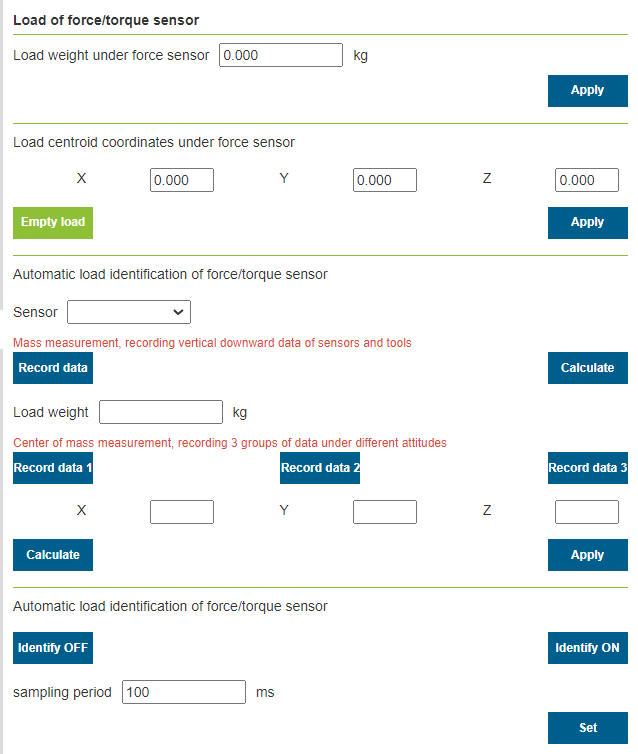 Load of force/torque sensor
Load weight under force sensor 0.000 kg
Apply
Load centroid coordinates under force sensor
X 0.000 Y 0.000 Z 0.000
Empty load Apply
Automatic load identification of force/torque sensor
Sensor
Mass measurement, recording vertical downward data of sensors and tools
Record data Calculate
Load weight kg
Center of mass measurement, recording 3 groups of data under different attitudes
Record data 1 Record data 2 Record data 3
X Y Z
Calculate Apply
Automatic load identification of force/torque sensor
Identify OFF Identify ON
sampling period 100 ms
Set